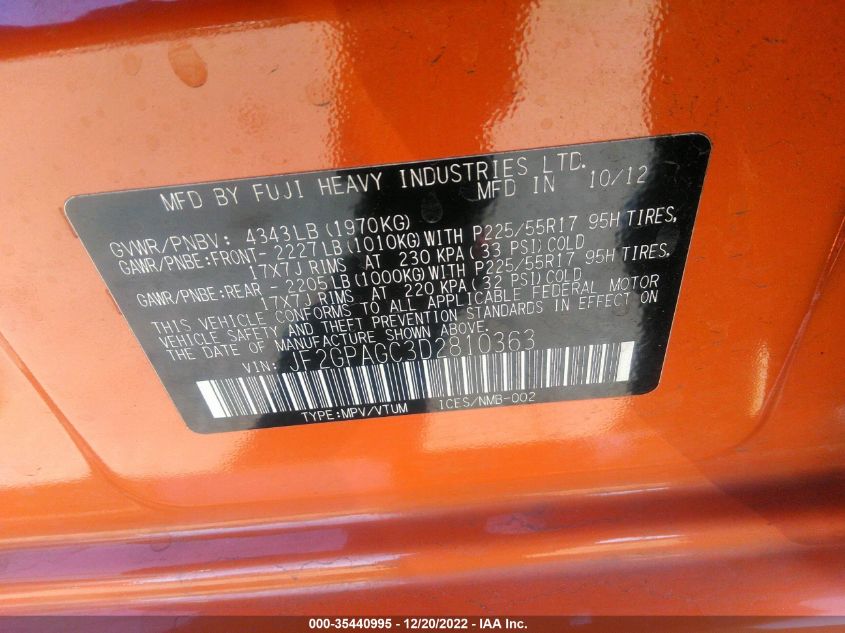 MFD BY FUJI HEAVY INDUSTRIES LTD.
MFD IN 10/12
GVWR/PNBV: 4343LB(1970KG)
GAWR/PNBE:FRONT- 2227LB(1010KG)WITH P225/55R17 95H TIRES,
17X7J RIMS AT 230 KPA(33 PSI)COLD
GAWR/PNBE:REAR - 2205LB(1000KG)WITH P225/55R17 95H TIRES,
17X7J RIMS AT 220 KPA(32 PSI)COLD
THIS VEHICLE CONFORMS TO ALL APPLICABLE FEDERAL MOTOR
VEHICLE SAFETY AND THEFT PREVENTION STANDARDS IN EFFECT ON
THE DATE OF MANUFACTURE SHOWN ABOVE.
VIN: JF2GPAGC3D2810363
TYPE:MPV/VTUM ICES/NMB-002
000-35440995 - 12/20/2022 - IAA Inc.